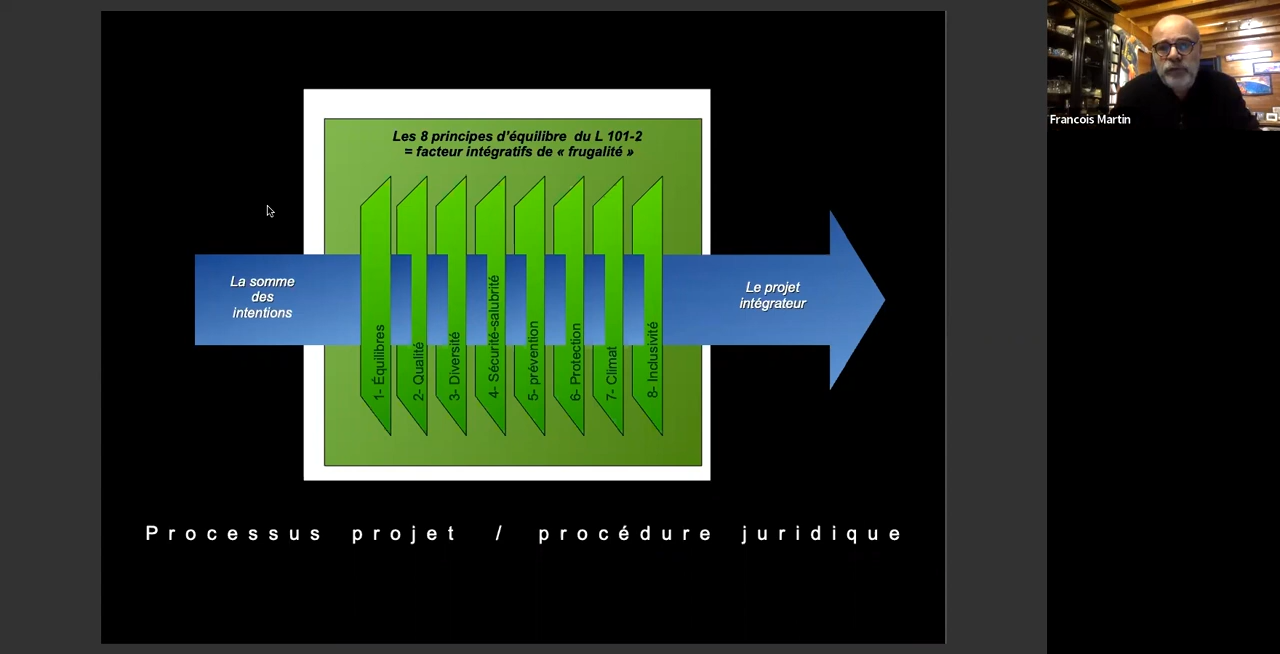 Les 8 principes d'équilibre du L 101-2
= facteur intégratifs de « frugalité »
La somme
des
intentions
1- Équilibres
2- Qualité
3- Diversité
4- Sécurité-salubrité
5- prévention
6- Protection
7- Climat
8- Inclusivité
Le projet
intégrateur
Processus projet / procédure juridique
Francois Martin